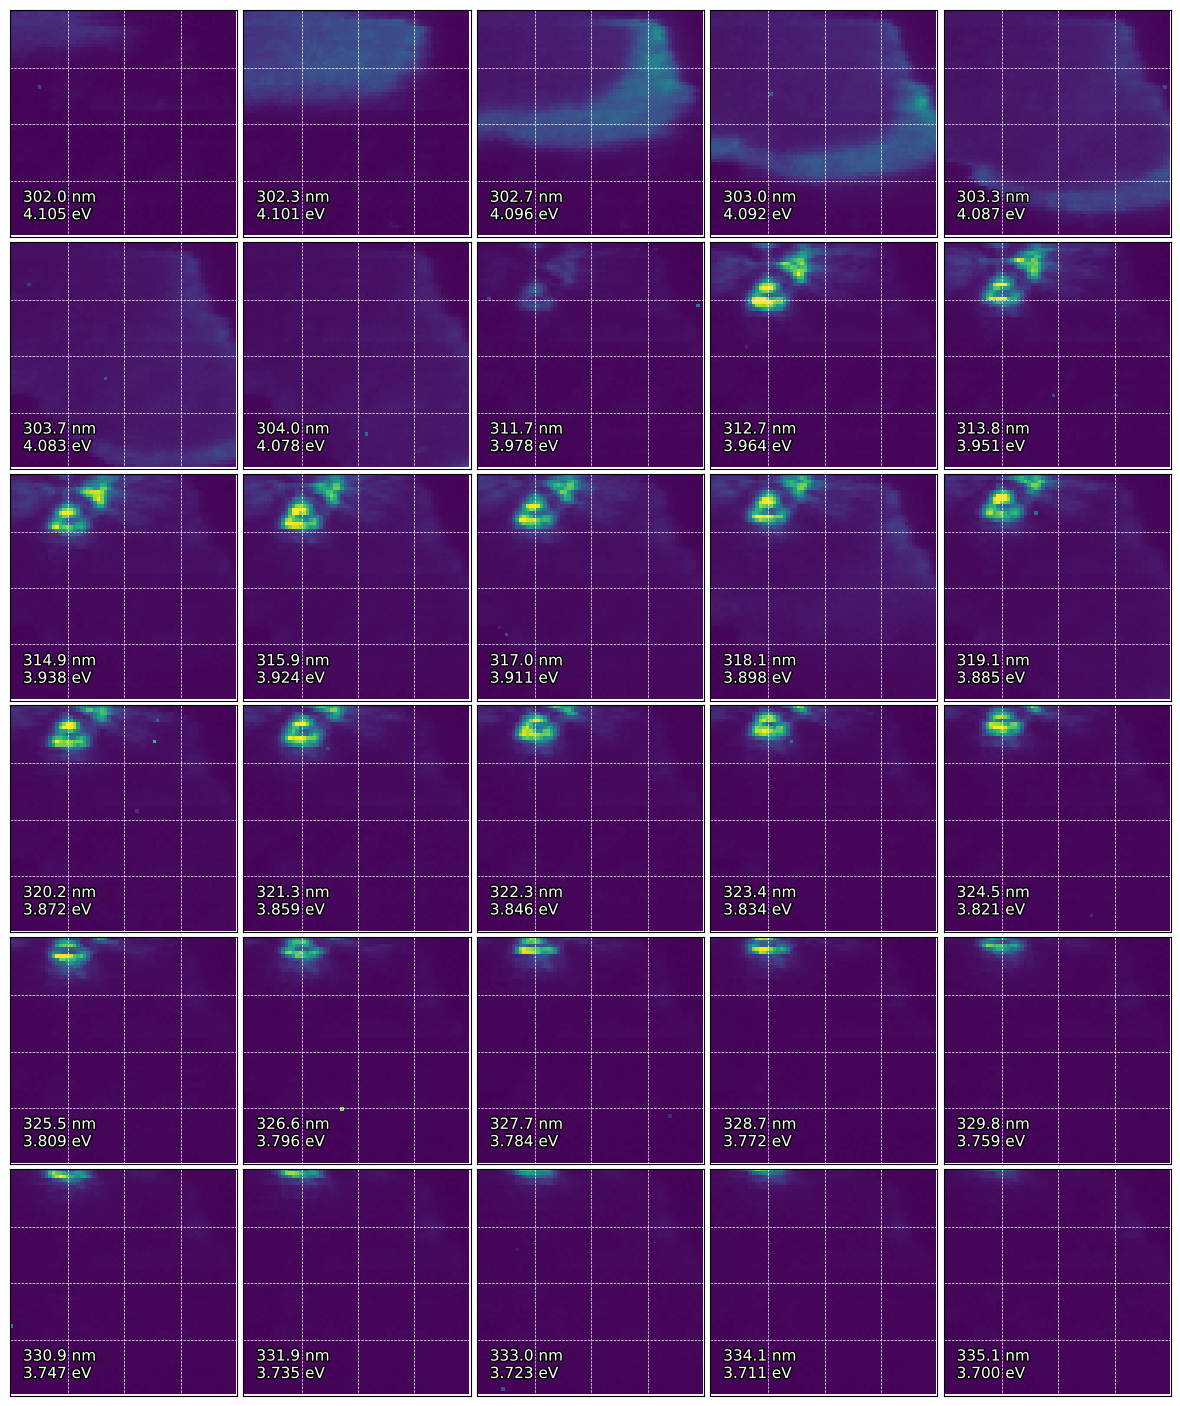 302.0 nm
4.105 eV
302.3 nm
4.101 eV
302.7 nm
4.096 eV
303.0 nm
4.092 eV
303.3 nm
4.087 eV
303.7 nm
4.083 eV
304.0 nm
4.078 eV
311.7 nm
3.978 eV
312.7 nm
3.964 eV
313.8 nm
3.951 eV
314.9 nm
3.938 eV
315.9 nm
3.924 eV
317.0 nm
3.911 eV
318.1 nm
3.898 eV
319.1 nm
3.885 eV
320.2 nm
3.872 eV
321.3 nm
3.859 eV
322.3 nm
3.846 eV
323.4 nm
3.834 eV
324.5 nm
3.821 eV
325.5 nm
3.809 eV
326.6 nm
3.796 eV
327.7 nm
3.784 eV
328.7 nm
3.772 eV
329.8 nm
3.759 eV
330.9 nm
3.747 eV
331.9 nm
3.735 eV
333.0 nm
3.723 eV
334.1 nm
3.711 eV
335.1 nm
3.700 eV